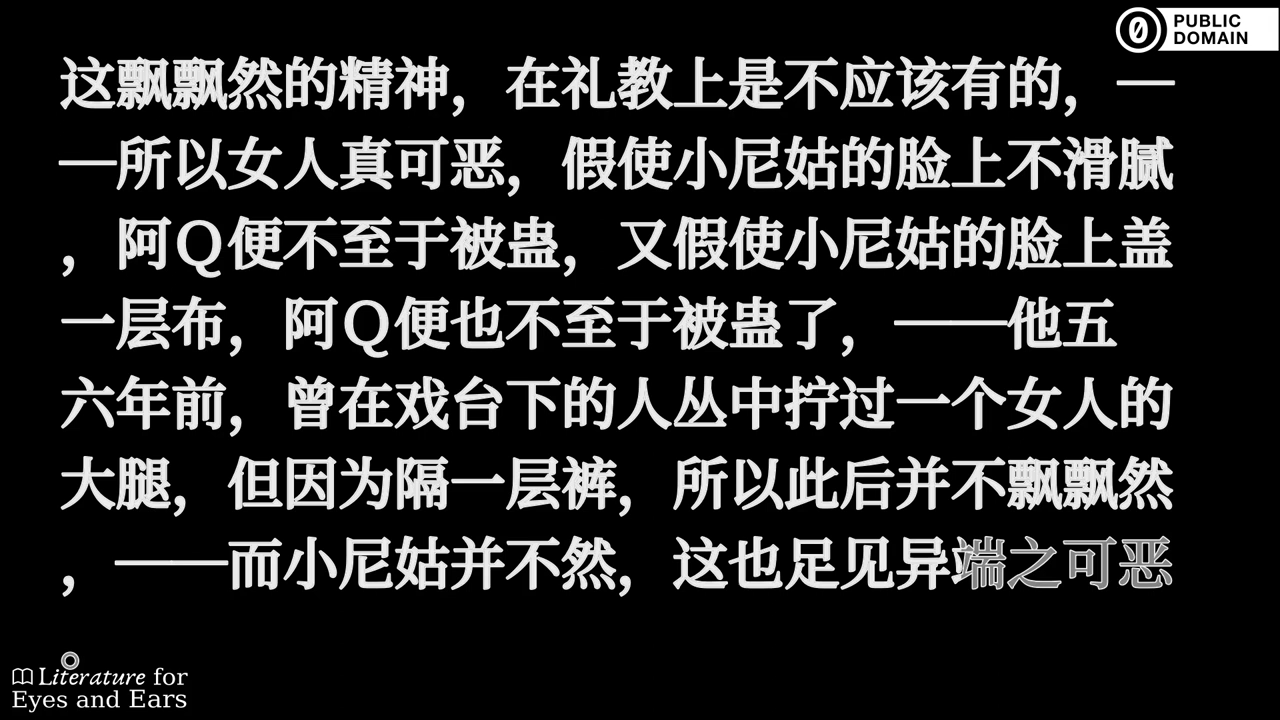 PUBLIC
DOMAIN
这飘飘然的精神，在礼教上是不应该有的，—
—所以女人真可恶，假使小尼姑的脸上不滑腻
，阿Q便不至于被蛊，又假使小尼姑的脸上盖
一层布，阿Q便也不至于被蛊了，——他五
六年前，曾在戏台下的人丛中拧过一个女人的
大腿，但因为隔一层裤，所以此后并不飘飘然
，——而小尼姑并不然，这也足见异端之可恶
Literature for
Eyes and Ears